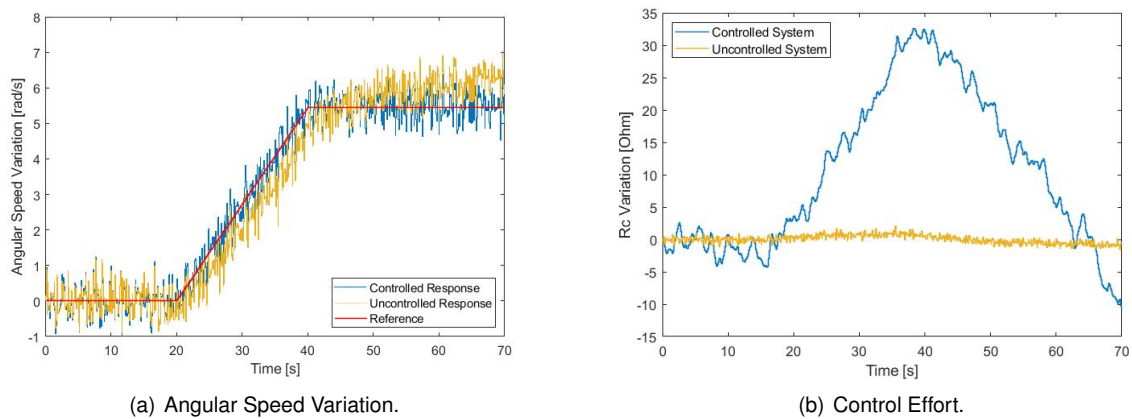 8
7
6
5
4
3
2
1
0
-1
Angular Speed Variation [rad/s]
Controlled Response
Uncontrolled Response
Reference
0 10 20 30 40 50 60 70
Time [s]
(a) Angular Speed Variation.
35
30
25
20
15
10
5
0
-5
-10
-15
Rc Variation [Ohm]
Controlled System
Uncontrolled System
0 10 20 30 40 50 60 70
Time [s]
(b) Control Effort.